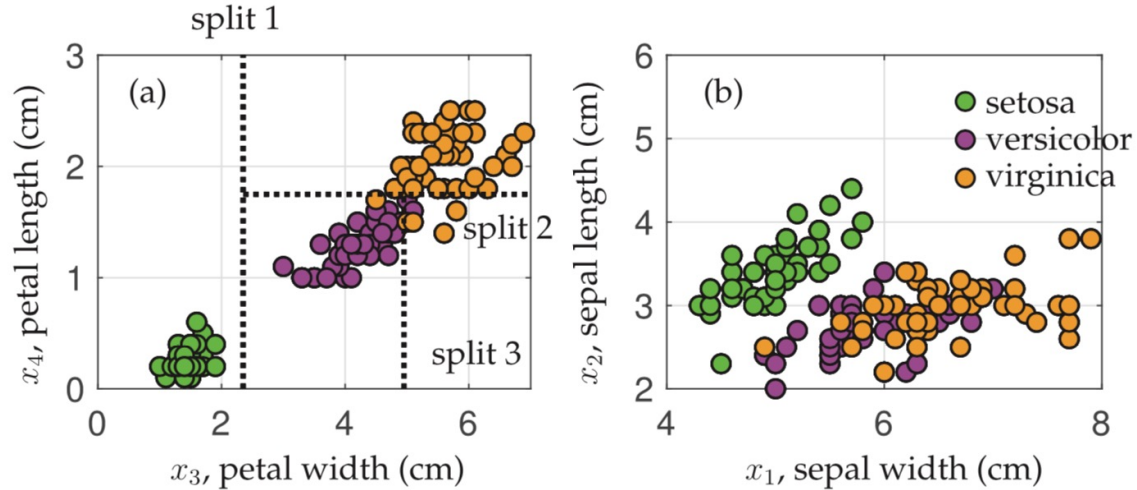 split 1
(a)
3
2
1
0
x₄, petal length (cm)
split 2
split 3
0
2
4
6
x₃, petal width (cm)
(b)
setosa
versicolor
virginica
6
5
4
3
2
x₂, sepal length (cm)
4
6
8
x₁, sepal width (cm)